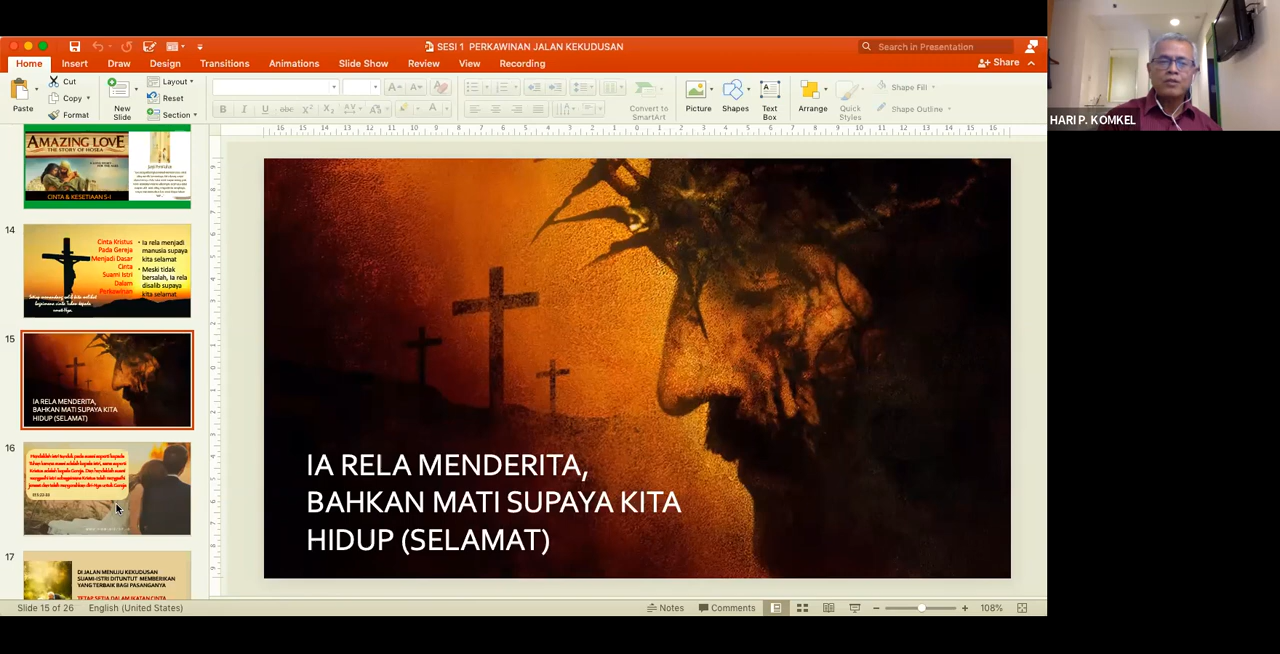 SESI 1 PERKAWINAN JALAN KEKUDUSAN
Search in Presentation
Home Insert Draw Design Transitions Animations Slide Show Review View Recording
Share
Paste
Cut
Copy
Format
New
Slide
Layout
Reset
Section
Convert to
SmartArt
Picture
Shapes
Text
Box
Arrange
Quick
Styles
Shape Fill
Shape Outline
HARI P. KOMKEL
AMAZING LOVE
THE STORY OF HOSEA
CINTA & KESETIAAN S-I
14
Cinta Kristus
Pada Gereja
Menjadi Dasar
Cinta
Suami Istri
Dalam
Perkawinan
• Ia rela menjadi
manusia supaya
kita selamat
• Meski tidak
bersalah, Ia rela
disalib supaya
kita selamat
15
IA RELA MENDERITA,
BAHKAN MATI SUPAYA KITA
HIDUP (SELAMAT)
16
17
DI JALAN MENUJU KEKUDUSAN
SUAMI-ISTRI DITUNTUT MEMBERIKAN
YANG TERBAIK BAGI PASANGANYA
TETAP SETIA DALAM IKATAN CINTA
IA RELA MENDERITA,
BAHKAN MATI SUPAYA KITA
HIDUP (SELAMAT)
Slide 15 of 26 English (United States)
Notes Comments 108%